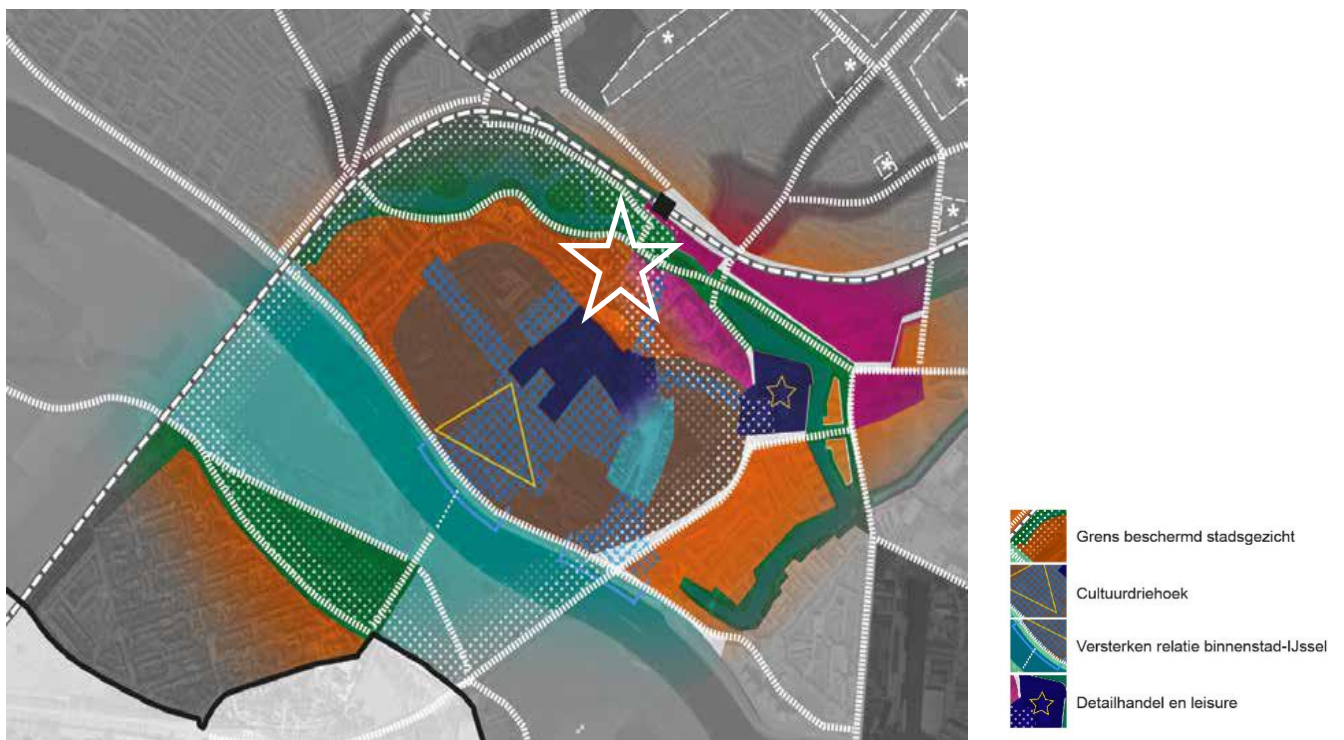 Grens beschermd stadsgezicht
Cultuurdriehoek
Versterken relatie binnenstad-IJssel
Detailhandel en leisure